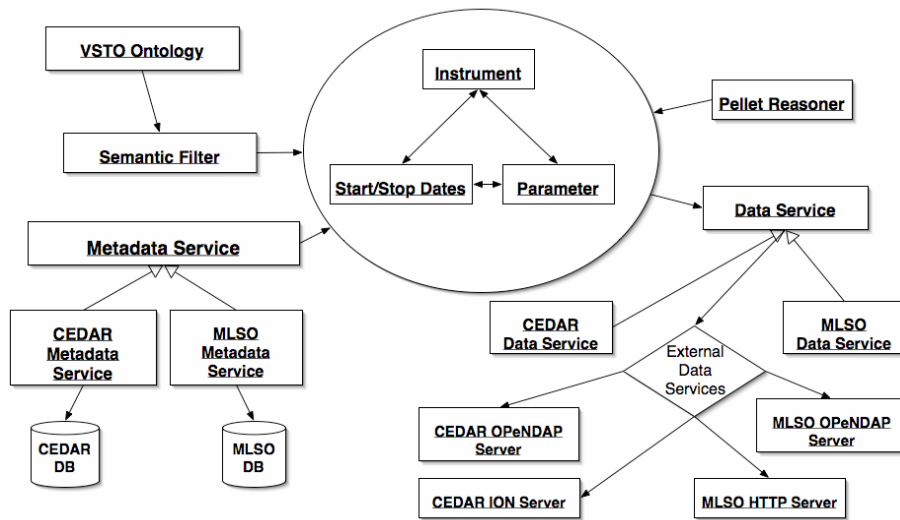 VSTO Ontology
Instrument
Pellet Reasoner
Semantic Filter
Start/Stop Dates
Parameter
Data Service
Metadata Service
CEDAR
Metadata
Service
MLSO
Metadata
Service
CEDAR
Data Service
MLSO
Data Service
External
Data
Services
CEDAR OPeNDAP
Server
MLSO OPeNDAP
Server
CEDAR
DB
MLSO
DB
CEDAR ION Server
MLSO HTTP Server